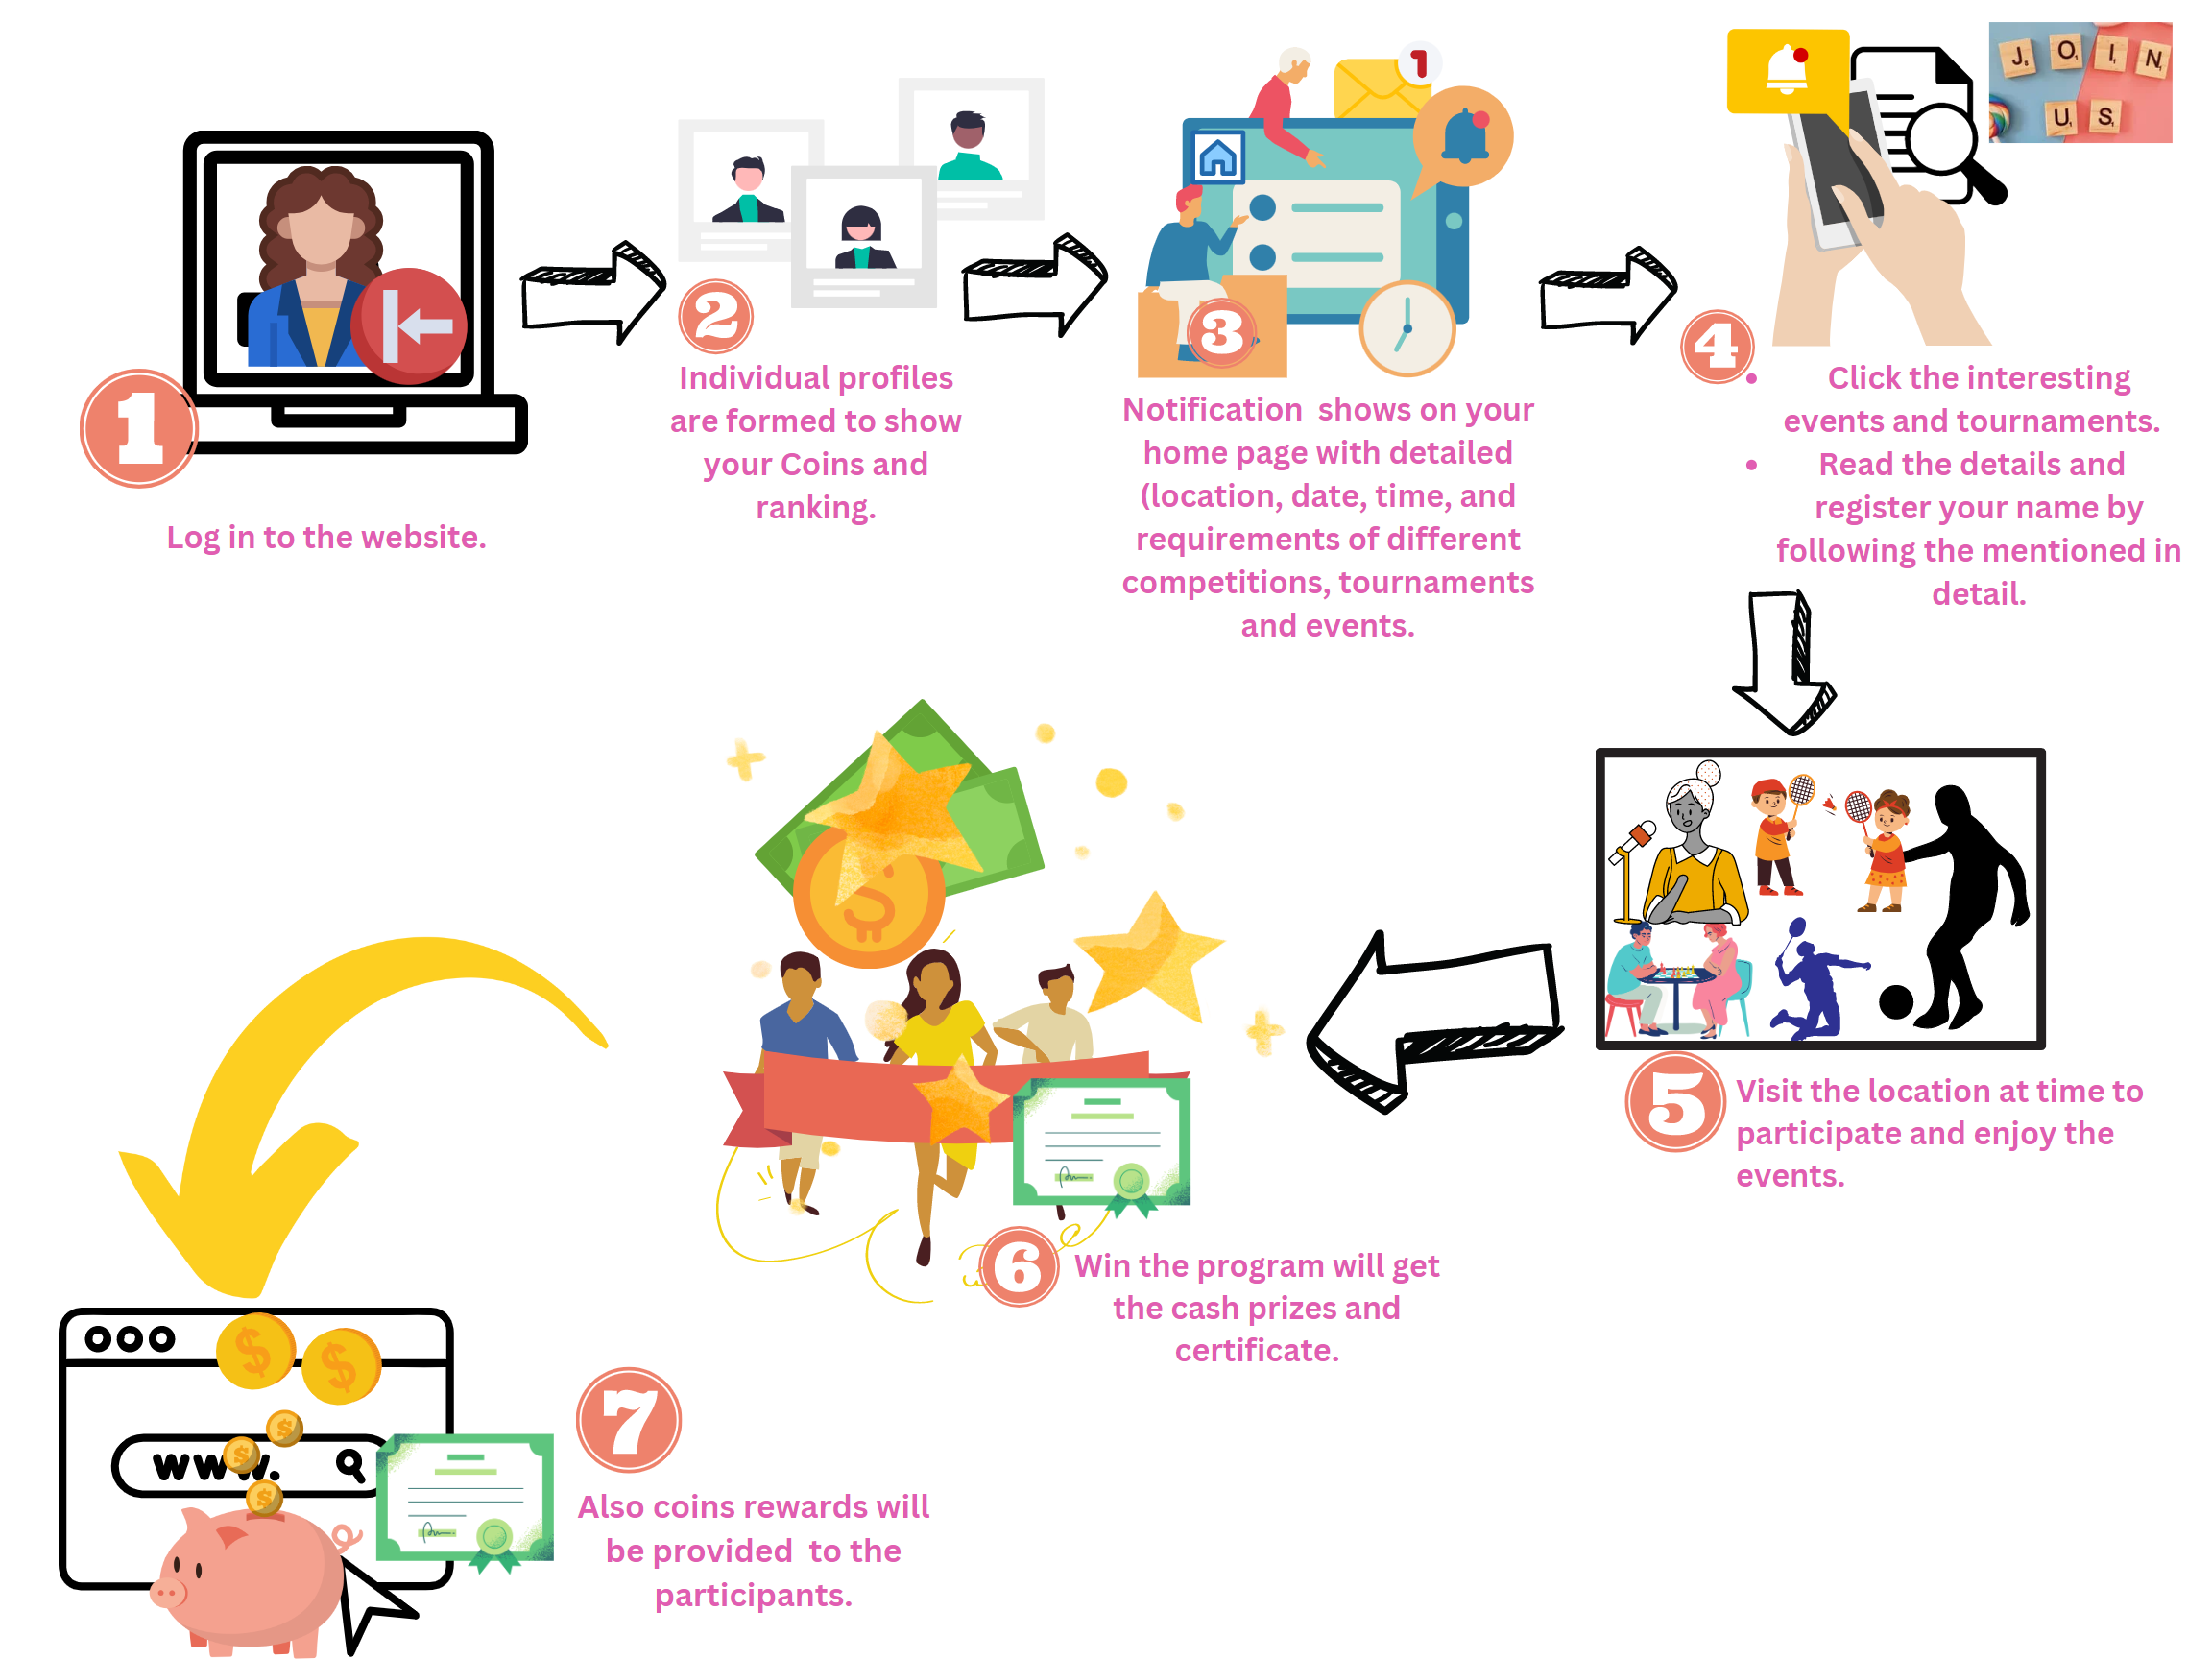 1
Log in to the website.
2
Individual profiles
are formed to show
your Coins and
ranking.
1
3
Notification  shows on your
home page with detailed
(location, date, time, and
requirements of different
competitions, tournaments
and events.
JOIN
US
4
• Click the interesting
events and tournaments.
• Read the details and
register your name by
following the mentioned in
detail.
5
Visit the location at time to
participate and enjoy the
events.
$
6
Win the program will get
the cash prizes and
certificate.
$ $
$
$
www.
$
7
Also coins rewards will
be provided  to the
participants.